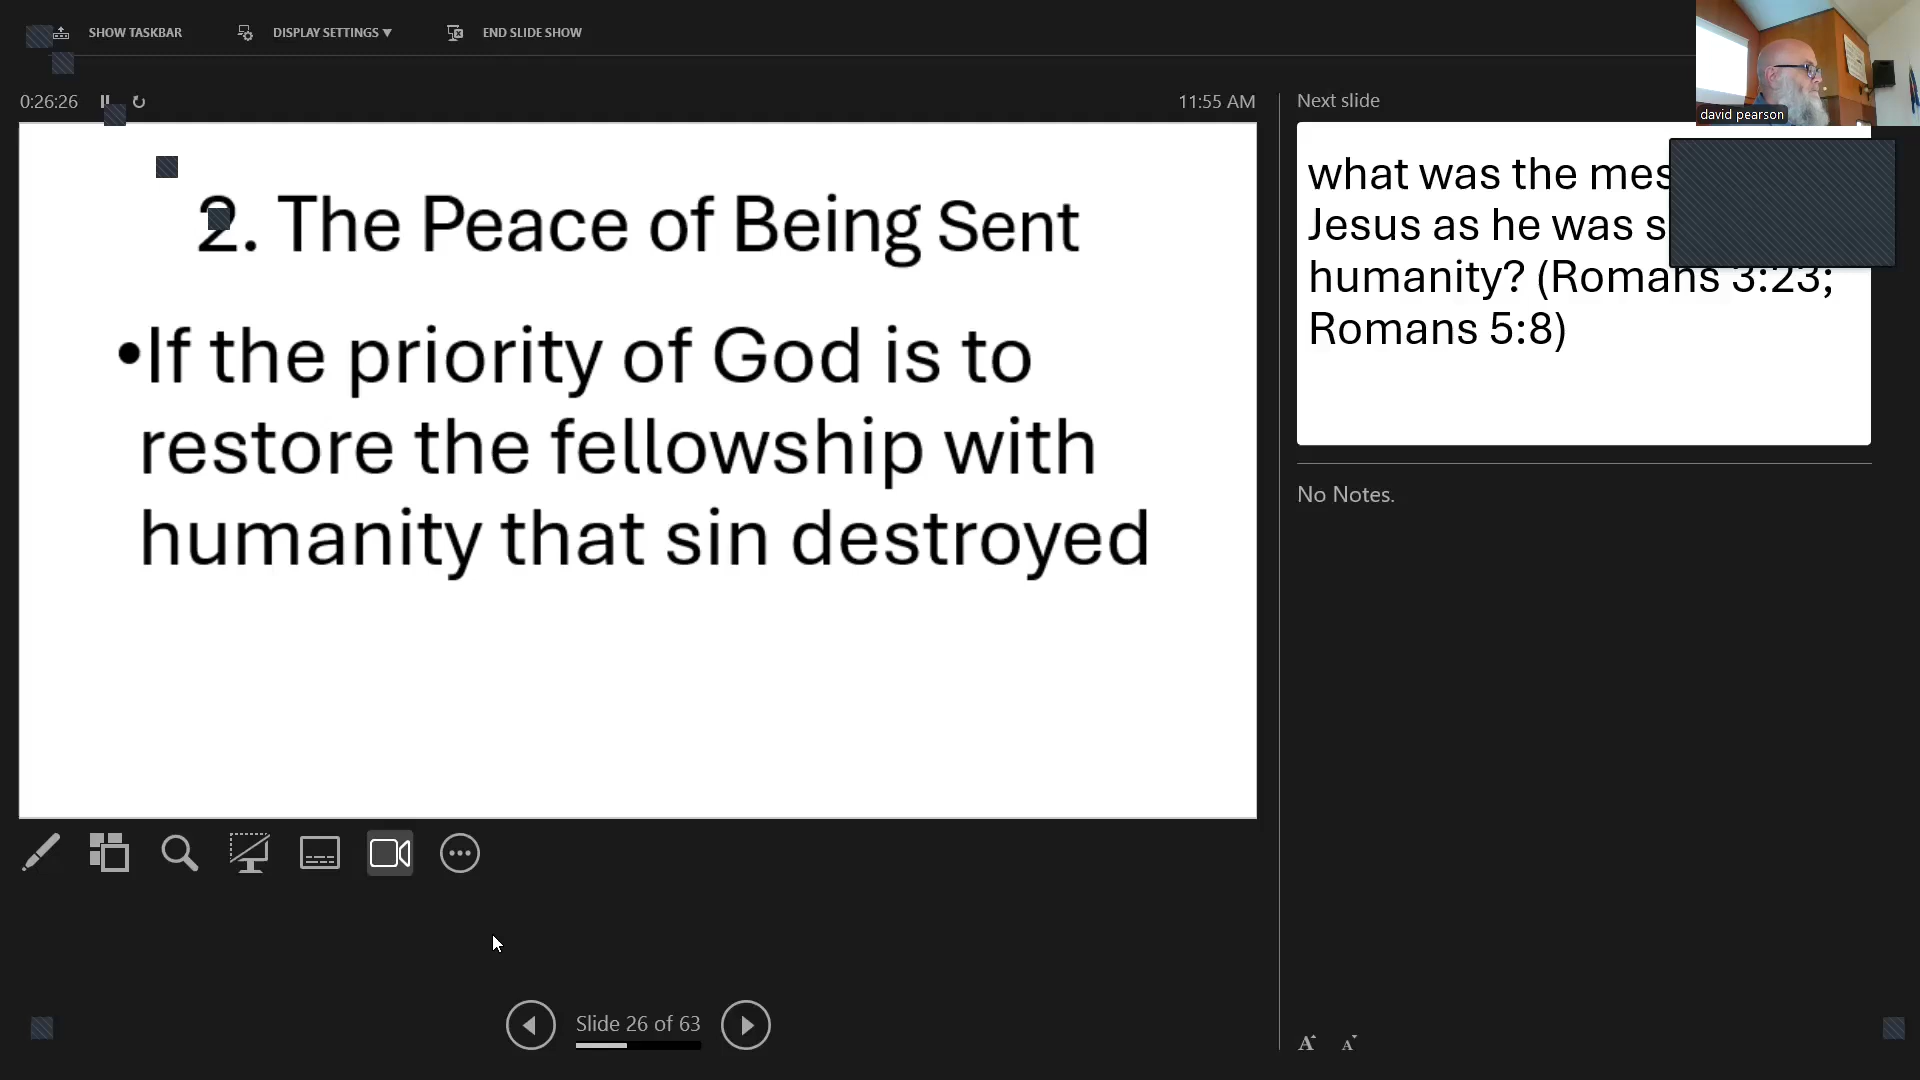 SHOW TASKBAR
DISPLAY SETTINGS ▼
END SLIDE SHOW
0:26:26
11:55 AM
Next slide
david pearson
2. The Peace of Being Sent
•If the priority of God is to
restore the fellowship with
humanity that sin destroyed
what was the
Jesus as he was
humanity? (Romans 3:23;
Romans 5:8)
No Notes.
Slide 26 of 63
A
A